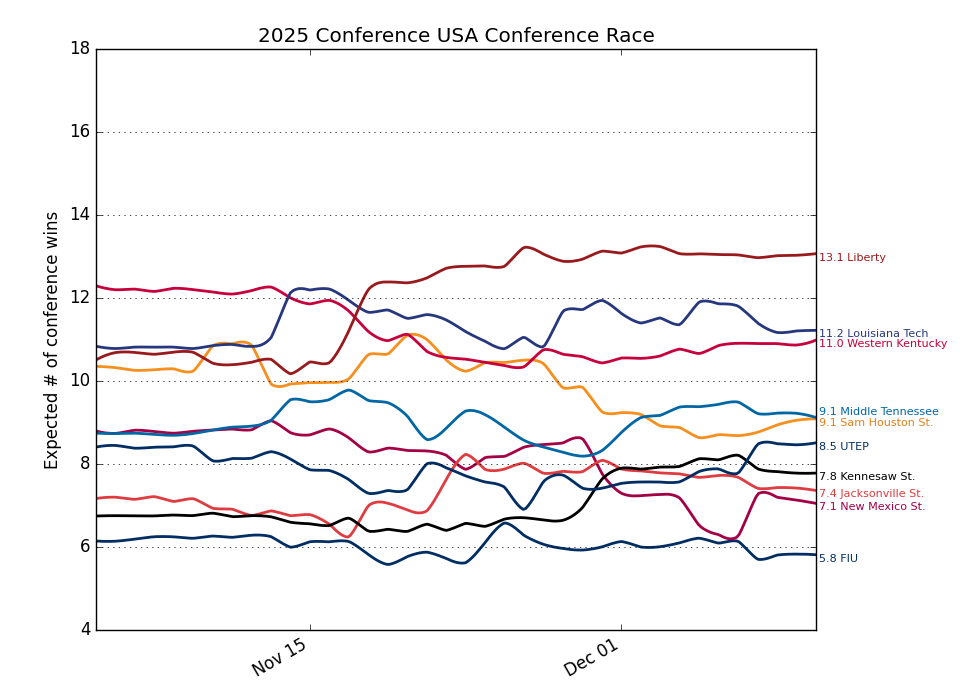 2025 Conference USA Conference Race
Expected # of conference wins
18
16
14
12
10
8
6
4
Nov 15
Dec 01
13.1 Liberty
11.2 Louisiana Tech
11.0 Western Kentucky
9.1 Middle Tennessee
9.1 Sam Houston St.
8.5 UTEP
7.8 Kennesaw St.
7.4 Jacksonville St.
7.1 New Mexico St.
5.8 FIU